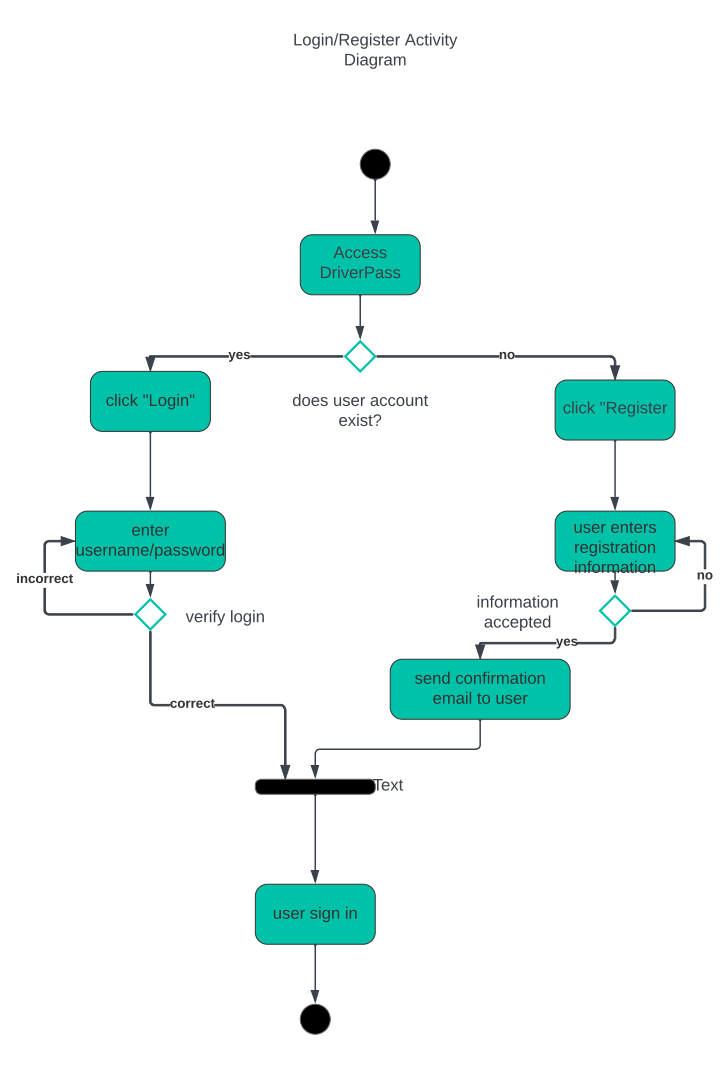 Login/Register Activity
Diagram
Access
DriverPass
yes
no
does user account
exist?
click "Login"
click "Register
enter
username/password
incorrect
verify login
user enters
registration
information
no
information
accepted
yes
send confirmation
email to user
correct
Text
user sign in